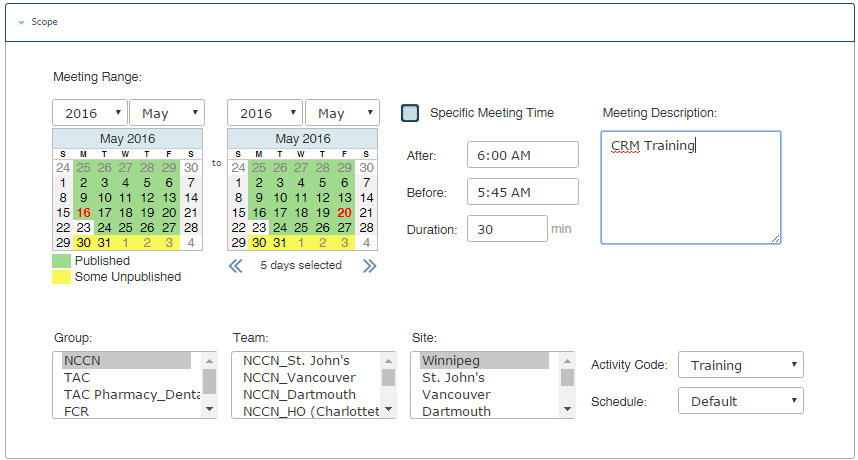 Scope
Meeting Range:
2016 May
May 2016
S M T W T F S
24 25 26 27 28 29 30
1 2 3 4 5 6 7
8 9 10 11 12 13 14
15 16 17 18 19 20 21
22 23 24 25 26 27 28
29 30 31 1 2 3 4
Published
Some Unpublished
to
2016 May
May 2016
S M T W T F S
24 25 26 27 28 29 30
1 2 3 4 5 6 7
8 9 10 11 12 13 14
15 16 17 18 19 20 21
22 23 24 25 26 27 28
29 30 31 1 2 3 4
5 days selected
Specific Meeting Time
After: 6:00 AM
Before: 5:45 AM
Duration: 30 min
Meeting Description:
CRM Training
Group:
NCCN
TAC
TAC Pharmacy_Denta
FCR
Team:
NCCN_St. John's
NCCN_Vancouver
NCCN_Dartmouth
NCCN_HO (Charlottet
Site:
Winnipeg
St. John's
Vancouver
Dartmouth
Activity Code: Training
Schedule: Default